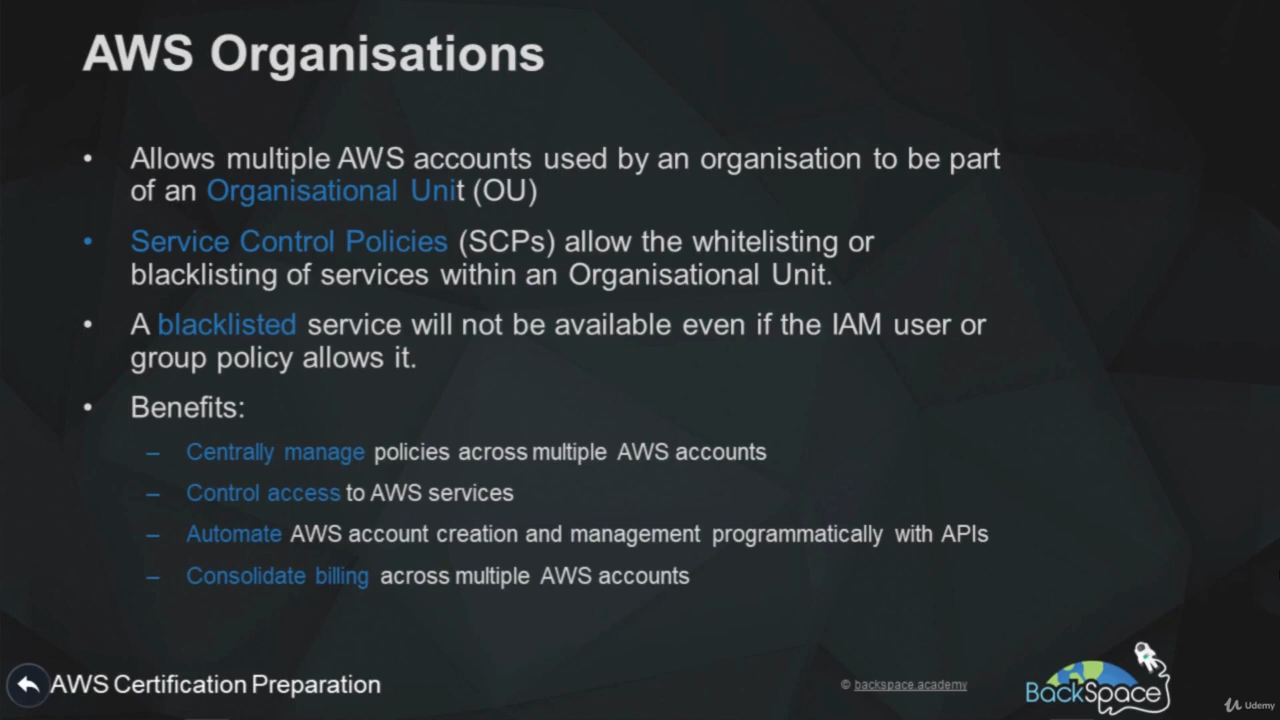 AWS Organisations
• Allows multiple AWS accounts used by an organisation to be part
of an Organisational Unit (OU)
• Service Control Policies (SCPs) allow the whitelisting or
blacklisting of services within an Organisational Unit.
• A blacklisted service will not be available even if the IAM user or
group policy allows it.
• Benefits:
– Centrally manage policies across multiple AWS accounts
– Control access to AWS services
– Automate AWS account creation and management programmatically with APIs
– Consolidate billing across multiple AWS accounts
AWS Certification Preparation
© backspace.academy
BackSpace
Udemy